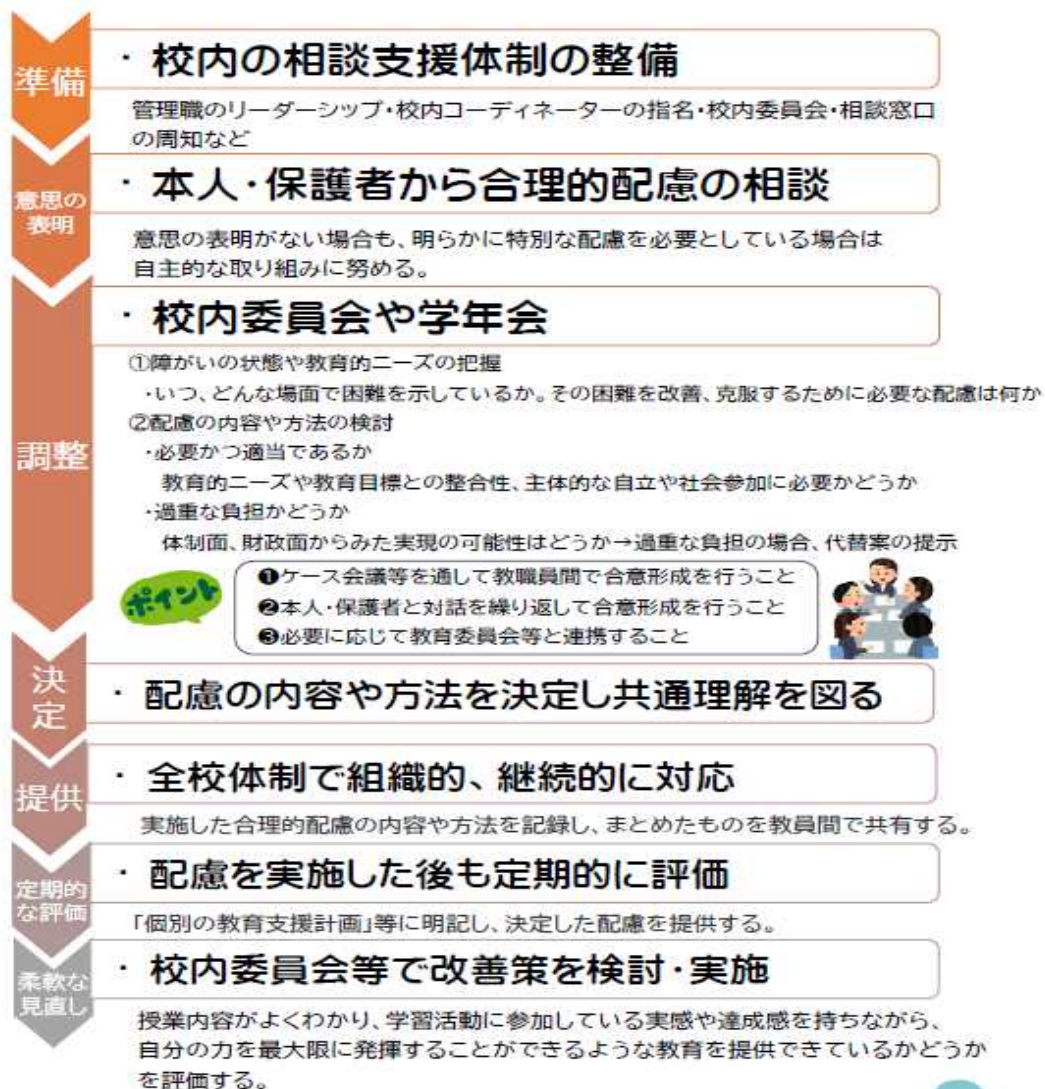 準備
・校内の相談支援体制の整備
管理職のリーダーシップ・校内コーディネーターの指名・校内委員会・相談窓口
の周知など
意思の
表明
・本人・保護者から合理的配慮の相談
意思の表明がない場合も、明らかに特別な配慮を必要としている場合は
自主的な取り組みに努める。
調整
・校内委員会や学年会
①障がいの状態や教育的ニーズの把握
・いつ、どんな場面で困難を示しているか。その困難を改善、克服するために必要な配慮は何か
②配慮の内容や方法の検討
・必要かつ適当であるか
教育的ニーズや教育目標との整合性、主体的な自立や社会参加に必要かどうか
・過重な負担かどうか
体制面、財政面からみた実現の可能性はどうか→過重な負担の場合、代替案の提示
ポイント
❶ケース会議等を通して教職員間で合意形成を行うこと
❷本人・保護者と対話を繰り返して合意形成を行うこと
❸必要に応じて教育委員会等と連携すること
決
定
・配慮の内容や方法を決定し共通理解を図る
提供
・全校体制で組織的、継続的に対応
実施した合理的配慮の内容や方法を記録し、まとめたものを教員間で共有する。
定期的
な評価
・配慮を実施した後も定期的に評価
「個別の教育支援計画」等に明記し、決定した配慮を提供する。
柔軟な
見直し
・校内委員会等で改善策を検討・実施
授業内容がよくわかり、学習活動に参加している実感や達成感を持ちながら、
自分の力を最大限に発揮することができるような教育を提供できているかどうか
を評価する。